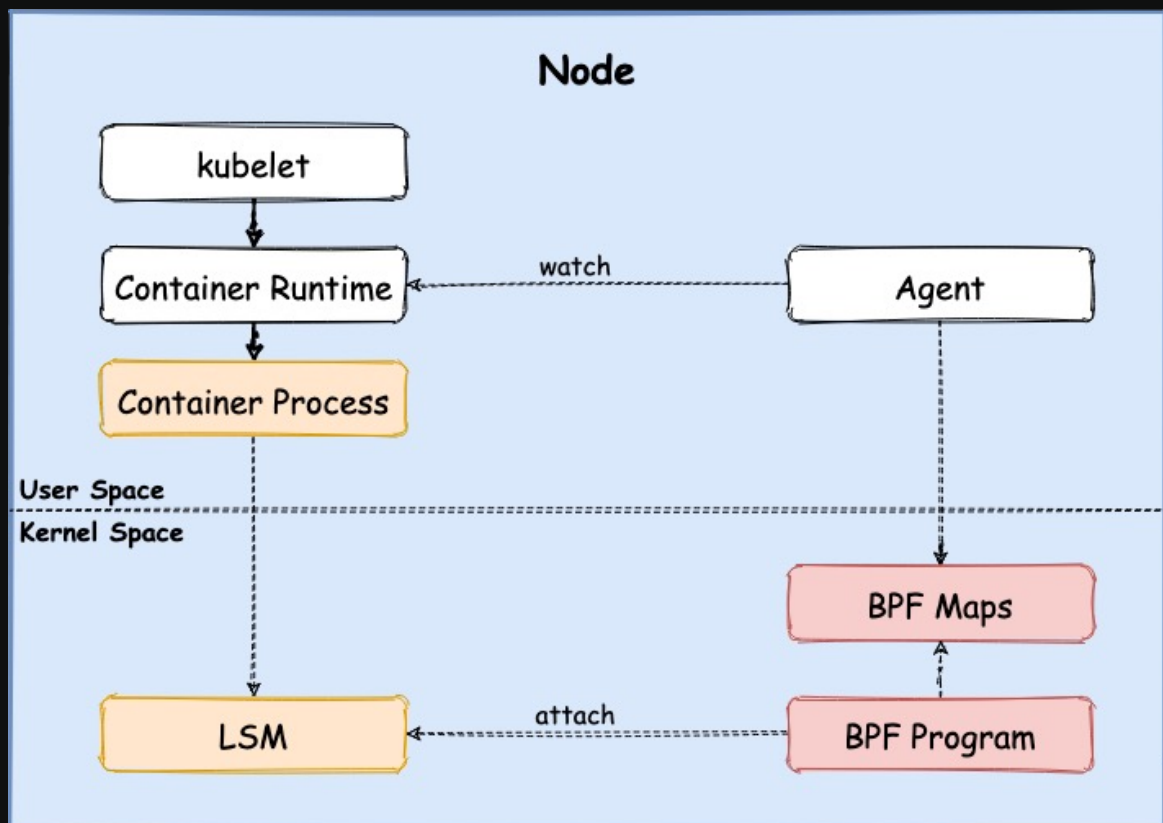 Node
kubelet
Container Runtime
watch
Agent
Container Process
User Space
Kernel Space
BPF Maps
LSM
attach
BPF Program